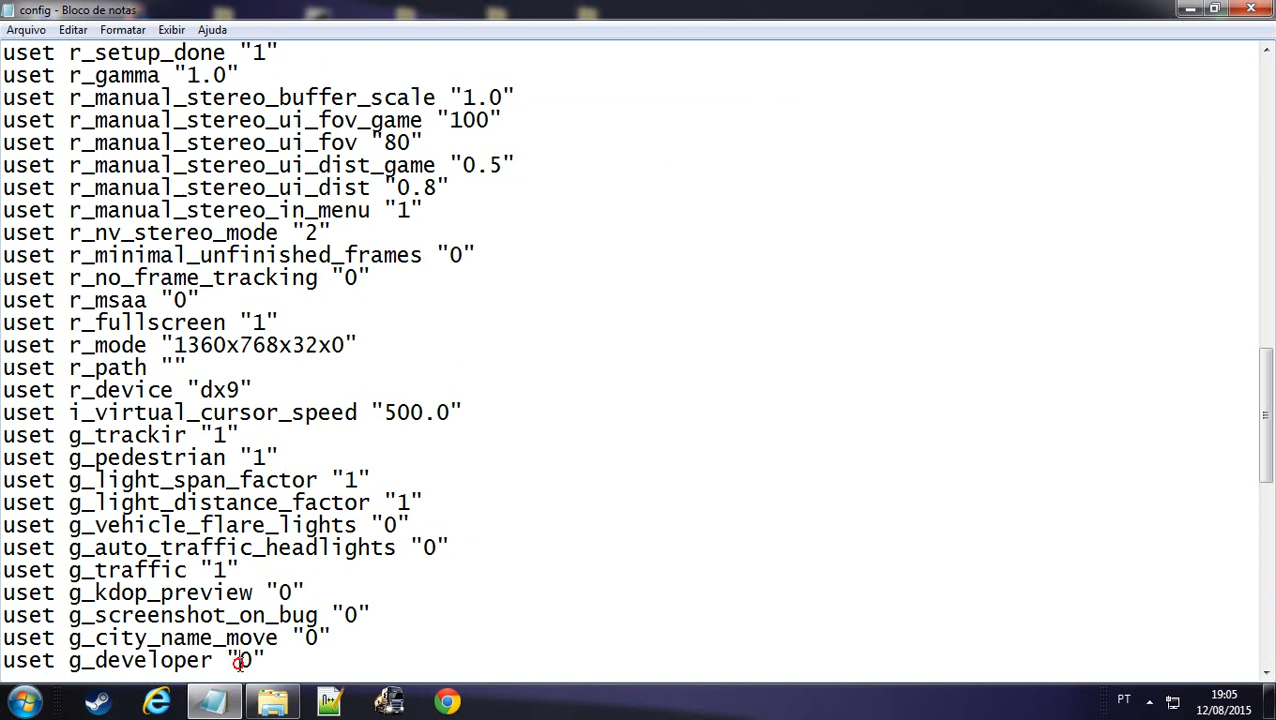 config - Bloco de notas
Arquivo Editar Formatar Exibir Ajuda
uset r_setup_done "1"
uset r_gamma "1.0"
uset r_manual_stereo_buffer_scale "1.0"
uset r_manual_stereo_ui_fov_game "100"
uset r_manual_stereo_ui_fov "80"
uset r_manual_stereo_ui_dist_game "0.5"
uset r_manual_stereo_ui_dist "0.8"
uset r_manual_stereo_in_menu "1"
uset r_nv_stereo_mode "2"
uset r_minimal_unfinished_frames "0"
uset r_no_frame_tracking "0"
uset r_msaa "0"
uset r_fullscreen "1"
uset r_mode "1360x768x32x0"
uset r_path ""
uset r_device "dx9"
uset i_virtual_cursor_speed "500.0"
uset g_trackir "1"
uset g_pedestrian "1"
uset g_light_span_factor "1"
uset g_light_distance_factor "1"
uset g_vehicle_flare_lights "0"
uset g_auto_traffic_headlights "0"
uset g_traffic "1"
uset g_kdop_preview "0"
uset g_screenshot_on_bug "0"
uset g_city_name_move "0"
uset g_developer "0"
PT
19:05
12/08/2015